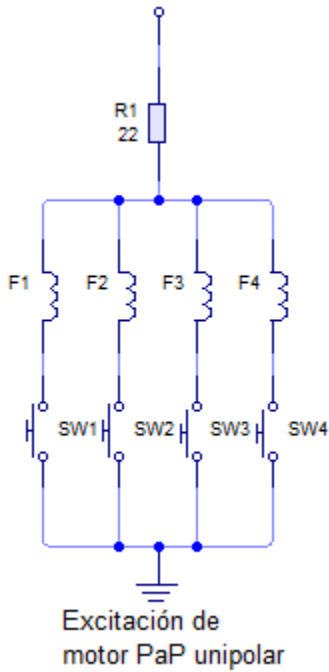 R1
22
F1 F2 F3 F4
SW1 SW2 SW3 SW4
Excitación de
motor PaP unipolar